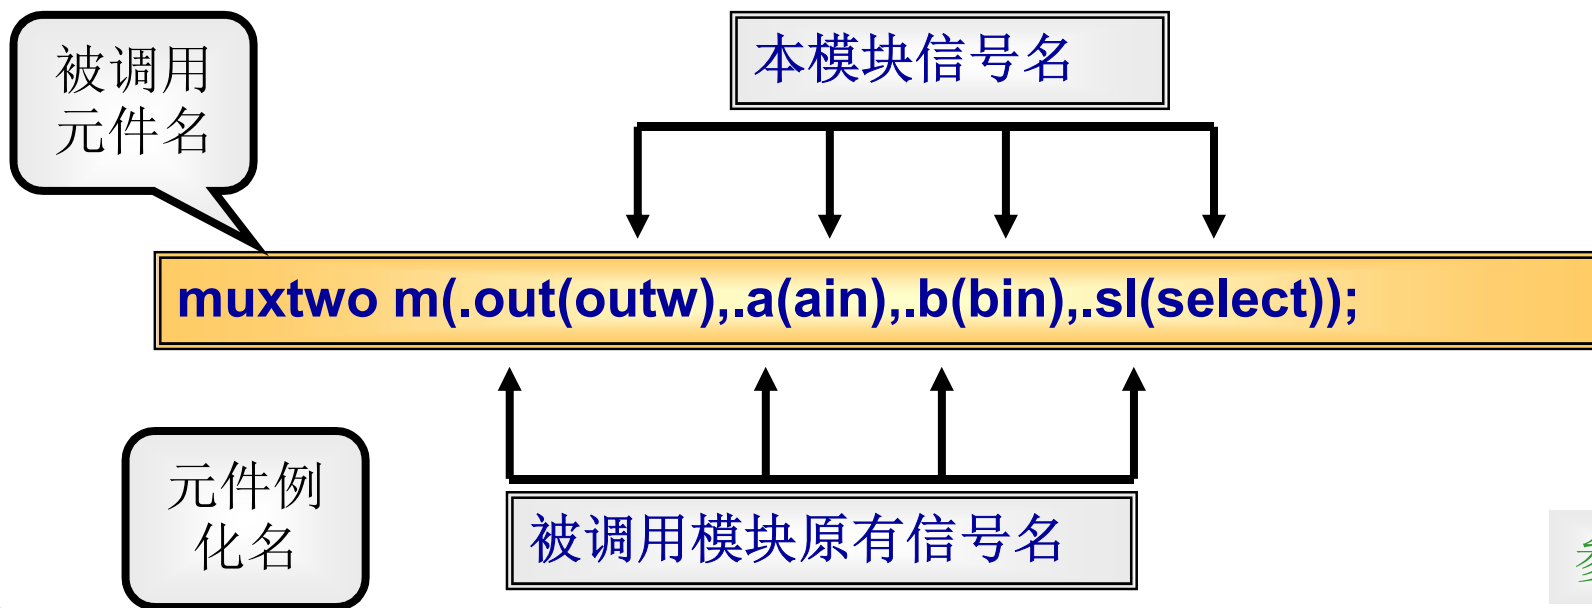 被调用
元件名
本模块信号名
muxtwo m(.out(outw),.a(ain),.b(bin),.sl(select));
元件例
化名
被调用模块原有信号名